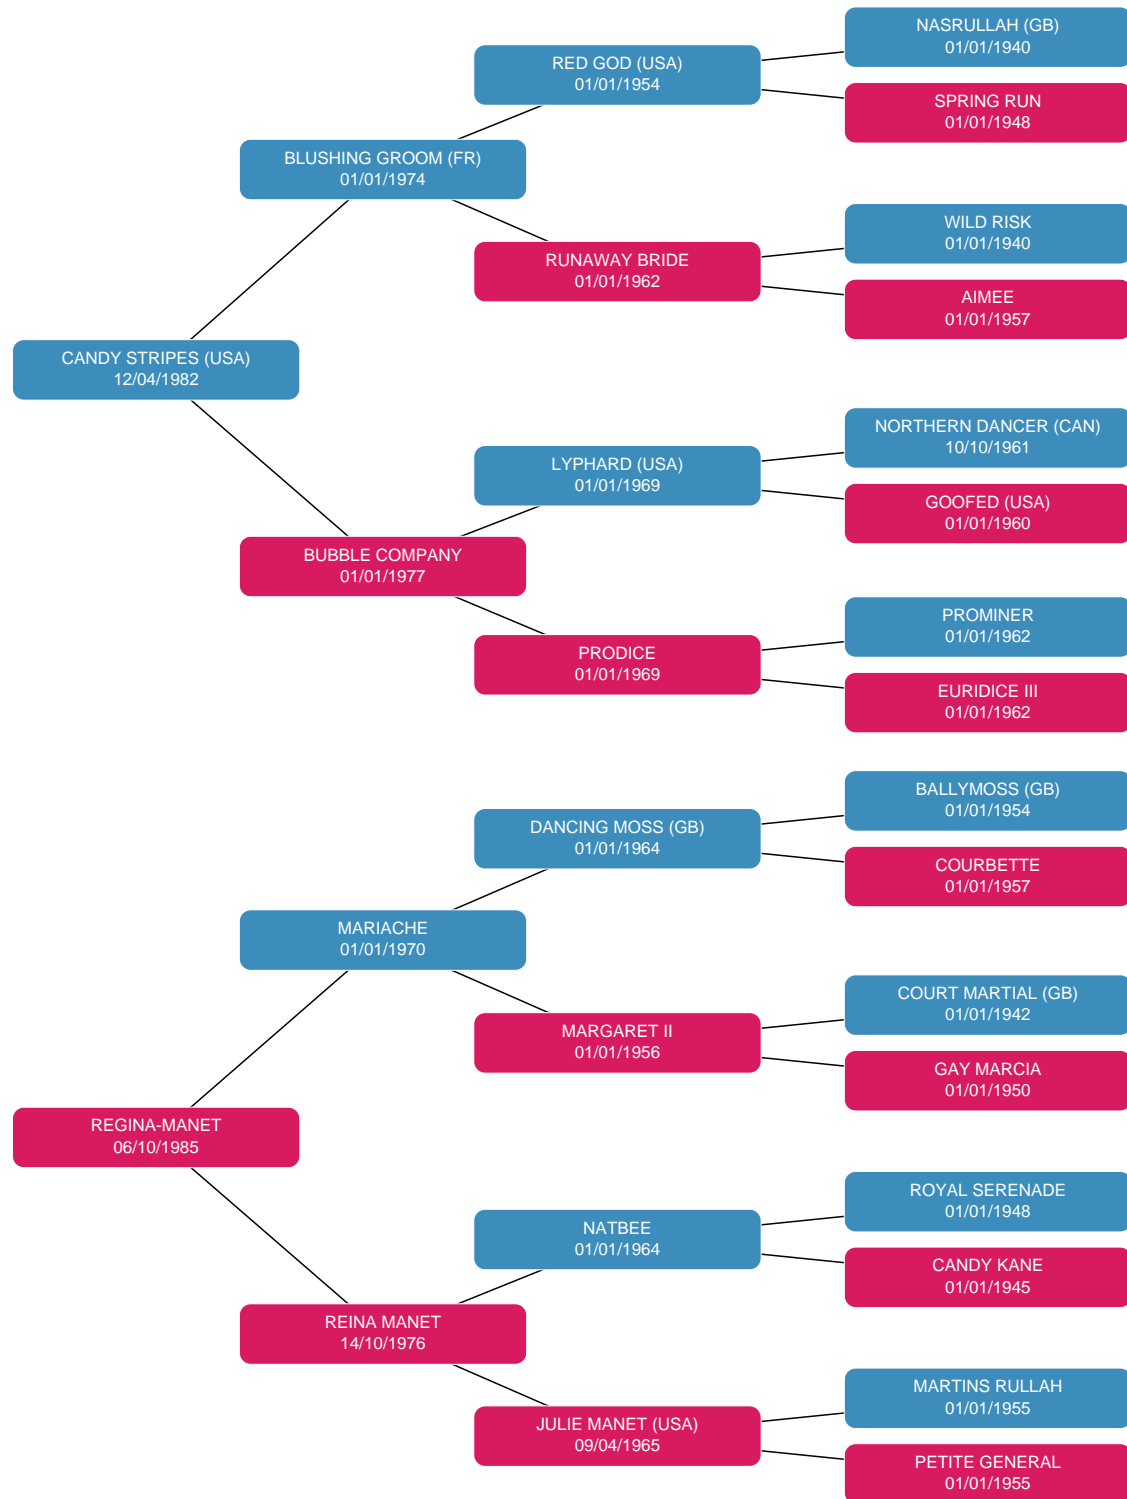 NASRULLAH (GB)
01/01/1940
RED GOD (USA)
01/01/1954
SPRING RUN
01/01/1948
BLUSHING GROOM (FR)
01/01/1974
WILD RISK
01/01/1940
RUNAWAY BRIDE
01/01/1962
AIMEE
01/01/1957
CANDY STRIPES (USA)
12/04/1982
NORTHERN DANCER (CAN)
10/10/1961
LYPHARD (USA)
01/01/1969
GOOFED (USA)
01/01/1960
BUBBLE COMPANY
01/01/1977
PROMINER
01/01/1962
PRODICE
01/01/1969
EURIDICE III
01/01/1962
BALLYMOSS (GB)
01/01/1954
DANCING MOSS (GB)
01/01/1964
COURBETTE
01/01/1957
MARIACHE
01/01/1970
COURT MARTIAL (GB)
01/01/1942
MARGARET II
01/01/1956
GAY MARCIA
01/01/1950
REGINA-MANET
06/10/1985
ROYAL SERENADE
01/01/1948
NATBEE
01/01/1964
CANDY KANE
01/01/1945
REINA MANET
14/10/1976
MARTINS RULLAH
01/01/1955
JULIE MANET (USA)
09/04/1965
PETITE GENERAL
01/01/1955